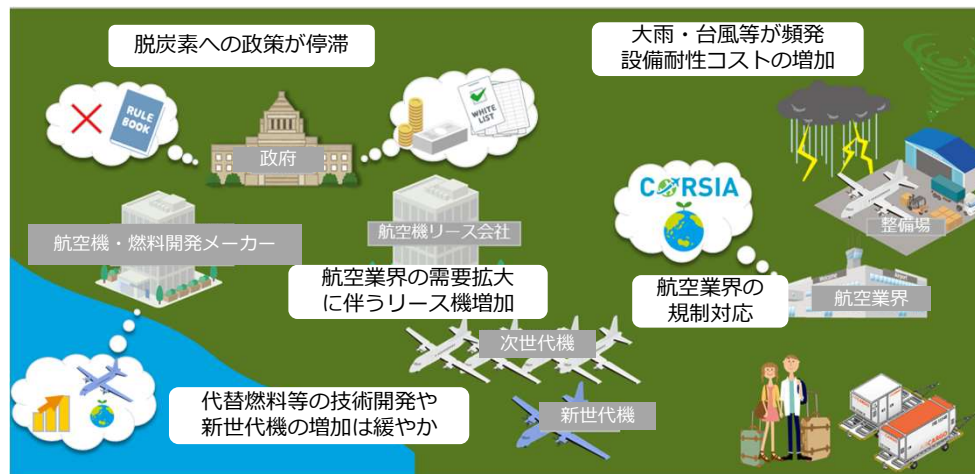 脱炭素への政策が停滞
大雨・台風等が頻発
設備耐性コストの増加
RULE
BOOK
政府
WHITE
LIST
CORSIA
整備場
航空機・燃料開発メーカー
航空機リース会社
航空業界の需要拡大
に伴うリース機増加
航空業界の
規制対応
航空業界
次世代機
代替燃料等の技術開発や
新世代機の増加は緩やか
新世代機
CARGO